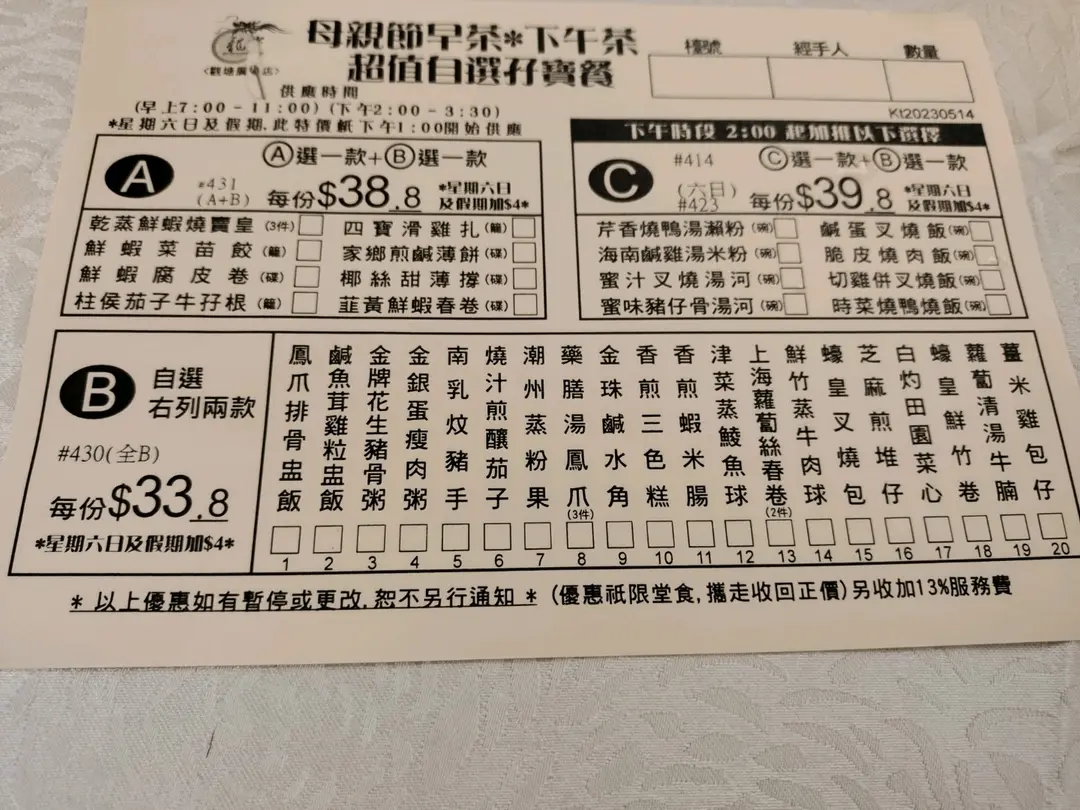 母親節早茶*下午茶
超值自選孖寶餐
〈觀塘廣場店〉
檯號
經手人
數量
供應時間
(早上7:00-11:00)(下午2:00-3:30)
*星期六日及假期.此特價紙下午1:00開始供應
Kt20230514
A
#431
(A+B)
Ⓐ選一款+Ⓑ選一款
每份$38.8
*星期六日
及假期加$4*
乾蒸鮮蝦燒賣皇(3件)
四寶滑雞扎(籠)
鮮蝦菜苗餃(籠)
家鄉煎鹹薄餅(碟)
鮮蝦腐皮卷(碟)
椰絲甜薄撐(碟)
柱侯茄子牛孖根(籠)
韮黃鮮蝦春卷(碟)
下午時段 2:00 起加推以下選擇
C
#414
(六日)
#423
Ⓒ選一款+Ⓑ選一款
每份$39.8
*星期六日
及假期加$4*
芹香燒鴨湯瀨粉(碗)
鹹蛋叉燒飯(碗)
海南鹹雞湯米粉(碗)
脆皮燒肉飯(碗)
蜜汁叉燒湯河(碗)
切雞併叉燒飯(碗)
蜜味豬仔骨湯河(碗)
時菜燒鴨燒飯(碗)
B
自選
右列兩款
#430(全B)
每份$33.8
*星期六日及假期加$4*
鳳爪排骨盅飯 1
鹹魚茸雞粒盅飯 2
金牌花生豬骨粥 3
金銀蛋瘦肉粥 4
南乳炆豬手 5
燒汁煎釀茄子 6
潮州蒸粉果 7
藥膳湯鳳爪(3件) 8
金珠鹹水角 9
香煎三色糕 10
香煎蝦米腸 11
津菜蒸鯪魚球 12
上海蘿蔔絲春卷(2件) 13
鮮竹蒸牛肉球 14
蠔皇叉燒包 15
芝麻煎堆仔 16
白灼田園菜心 17
蠔皇鮮竹卷 18
蘿蔔清湯牛腩 19
薑米雞包仔 20
* 以上優惠如有暫停或更改,恕不另行通知 * (優惠祇限堂食,攜走收回正價)另收加13%服務費